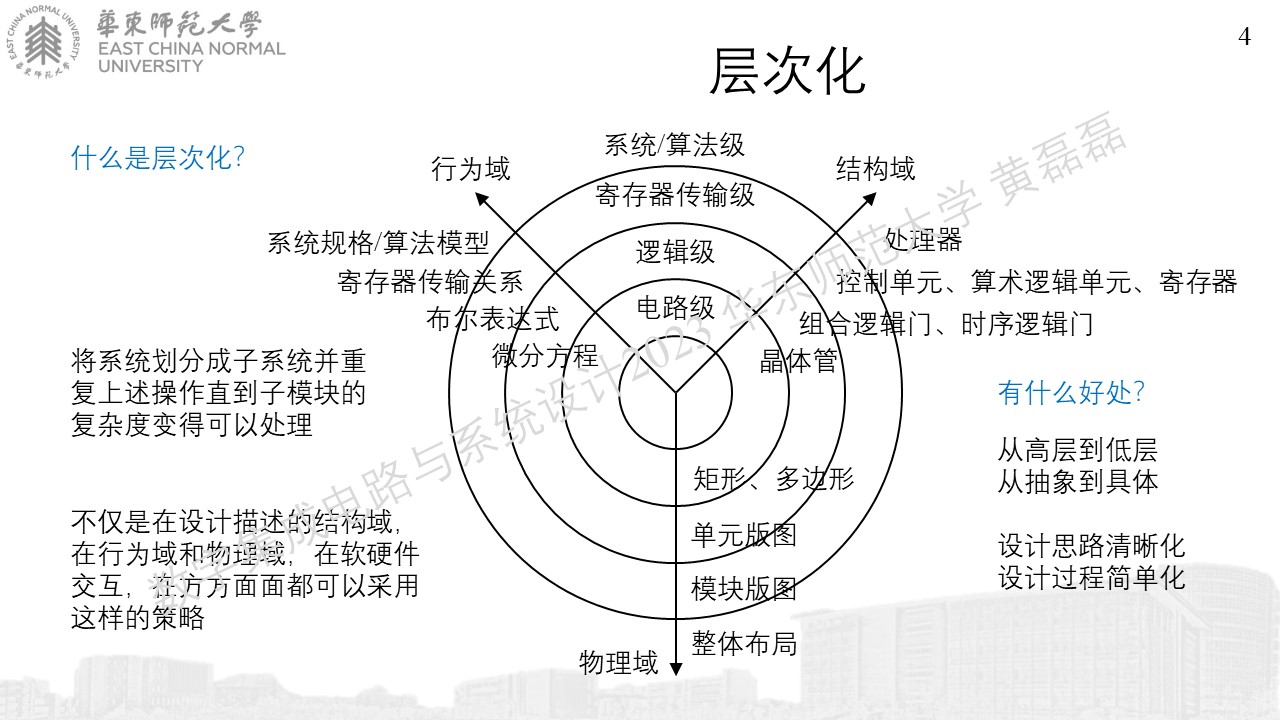 華東師範大學
EAST CHINA NORMAL
UNIVERSITY
EAST CHINA NORMAL UNIVERSITY
華東师范大学
4
层次化
什么是层次化？
将系统划分成子系统并重
复上述操作直到子模块的
复杂度变得可以处理
不仅是在设计描述的结构域，
在行为域和物理域，在软硬件
交互，在方方面面都可以采用
这样的策略
系统/算法级
寄存器传输级
逻辑级
电路级
行为域
系统规格/算法模型
寄存器传输关系
布尔表达式
微分方程
结构域
处理器
控制单元、算术逻辑单元、寄存器
组合逻辑门、时序逻辑门
晶体管
矩形、多边形
单元版图
模块版图
整体布局
物理域
有什么好处？
从高层到低层
从抽象到具体
设计思路清晰化
设计过程简单化
数字集成电路与系统设计2023 华东师范大学 黄磊磊